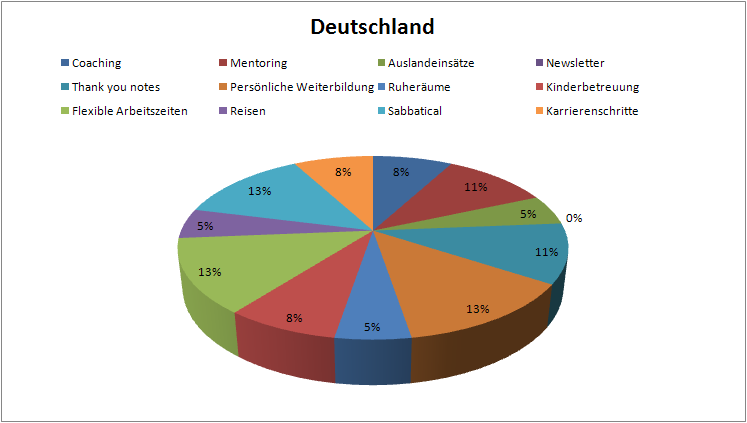 Deutschland
Coaching Mentoring Auslandeinsätze Newsletter
Thank you notes Persönliche Weiterbildung Ruheräume Kinderbetreuung
Flexible Arbeitszeiten Reisen Sabbatical Karrierenschritte
8% 8%
13% 11%
5% 0%
5% 11%
13%
13%
8% 5%